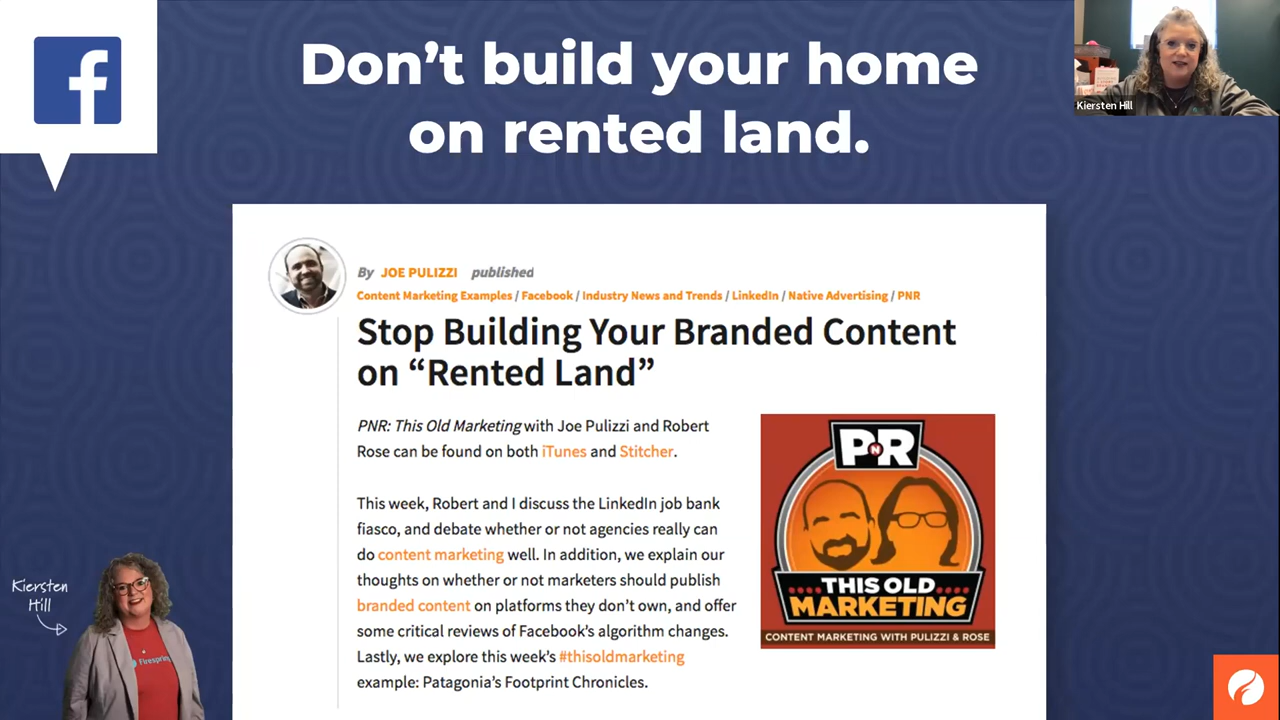 Don’t build your home
on rented land.
Kiersten Hill
By JOE PULIZZI published
Content Marketing Examples / Facebook / Industry News and Trends / LinkedIn / Native Advertising / PNR
Stop Building Your Branded Content
on “Rented Land”
PNR: This Old Marketing with Joe Pulizzi and Robert
Rose can be found on both iTunes and Stitcher.
This week, Robert and I discuss the LinkedIn job bank
fiasco, and debate whether or not agencies really can
do content marketing well. In addition, we explain our
thoughts on whether or not marketers should publish
branded content on platforms they don’t own, and offer
some critical reviews of Facebook’s algorithm changes.
Lastly, we explore this week’s #thisoldmarketing
example: Patagonia’s Footprint Chronicles.
PNR
THIS OLD
MARKETING
CONTENT MARKETING WITH PULIZZI & ROSE
Kiersten
Hill
Firespring